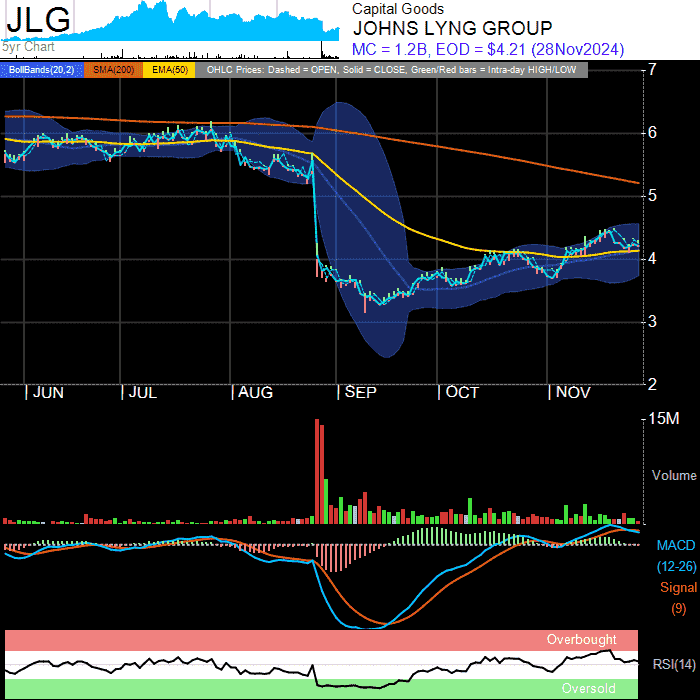 JLG
5yr Chart
Capital Goods
JOHNS LYNG GROUP
MC = 1.2B, EOD = $4.21 (28Nov2024)
BollBands(20,2) SMA(200) EMA(50) OHLC Prices: Dashed = OPEN, Solid = CLOSE, Green/Red bars = Intra-day HIGH/LOW
7
6
5
4
3
2
JUN JUL AUG SEP OCT NOV
15M
Volume
MACD
(12-26)
Signal
(9)
Overbought
RSI(14)
Oversold